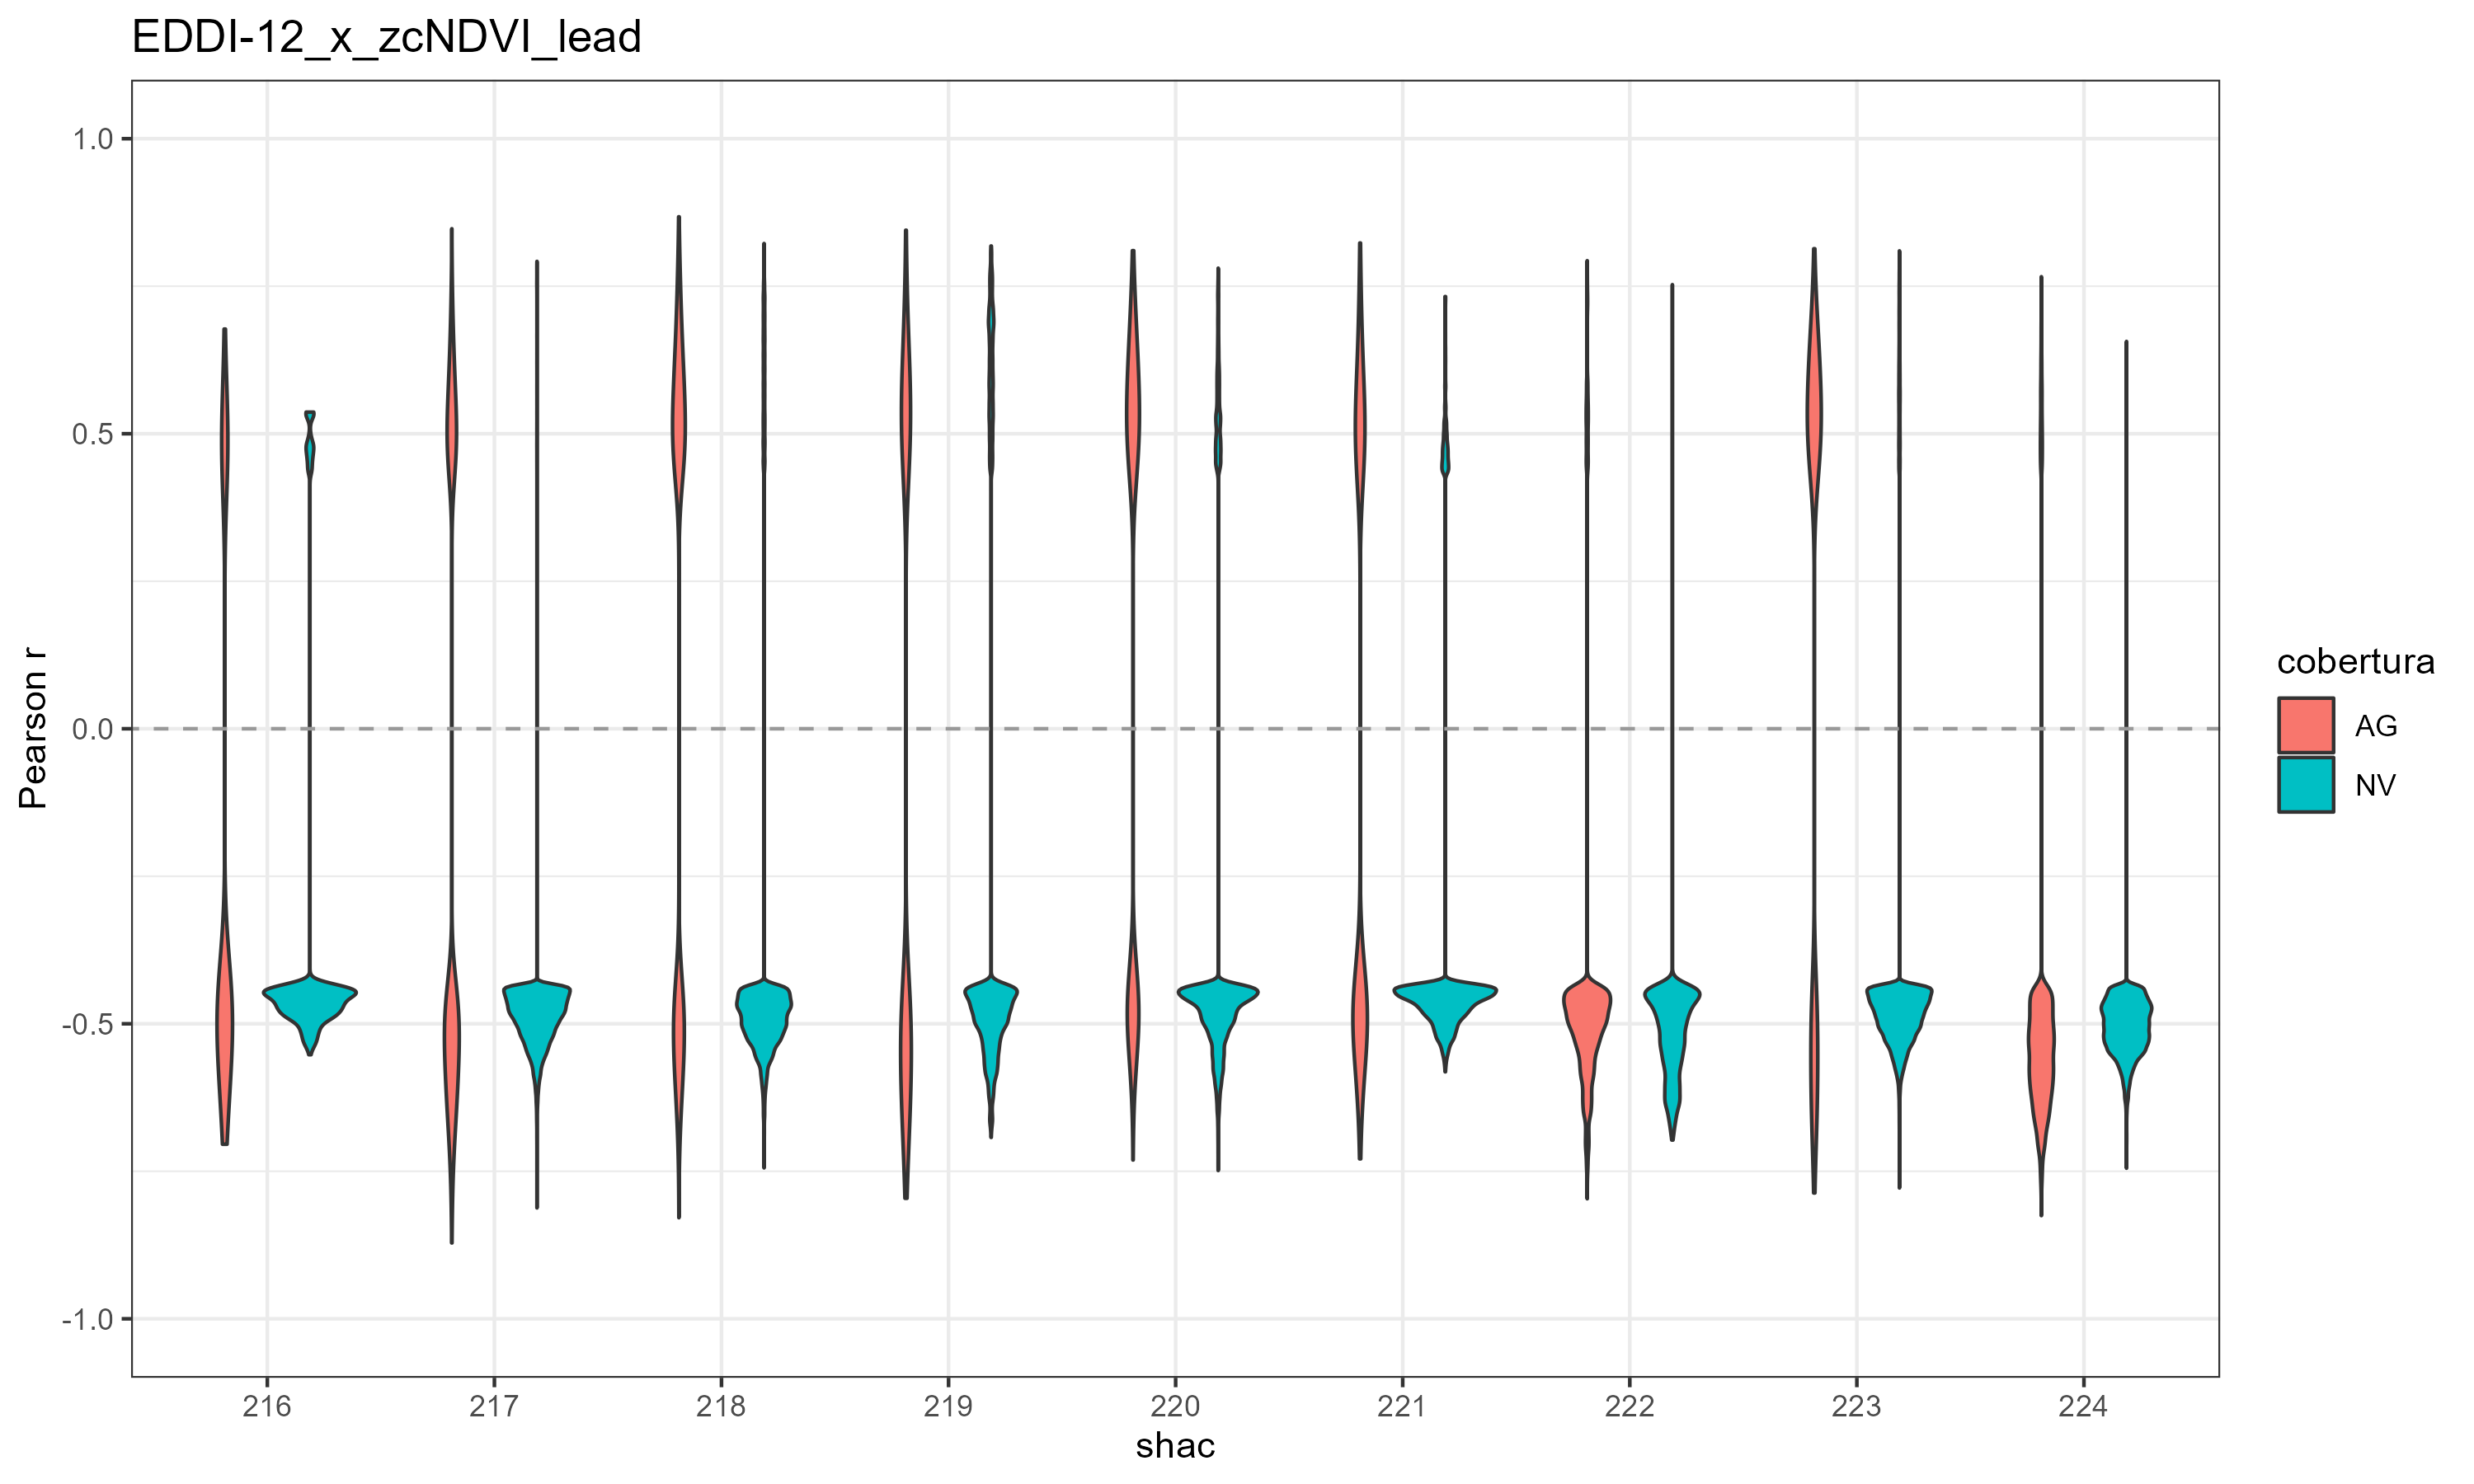 EDDI-12_x_zcNDVI_lead
1.0
0.5
0.0
-0.5
-1.0
Pearson r
216 217 218 219 220 221 222 223 224
shac
cobertura
AG
NV